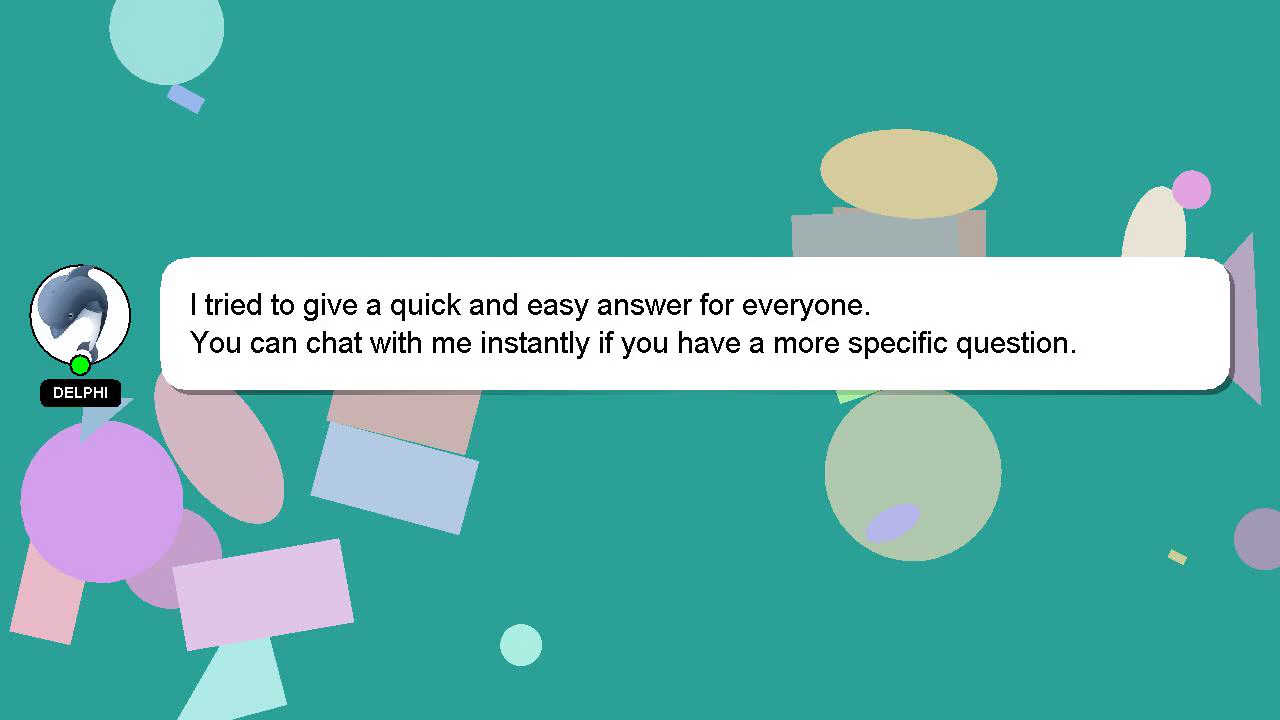 I tried to give a quick and easy answer for everyone.
You can chat with me instantly if you have a more specific question.
DELPHI